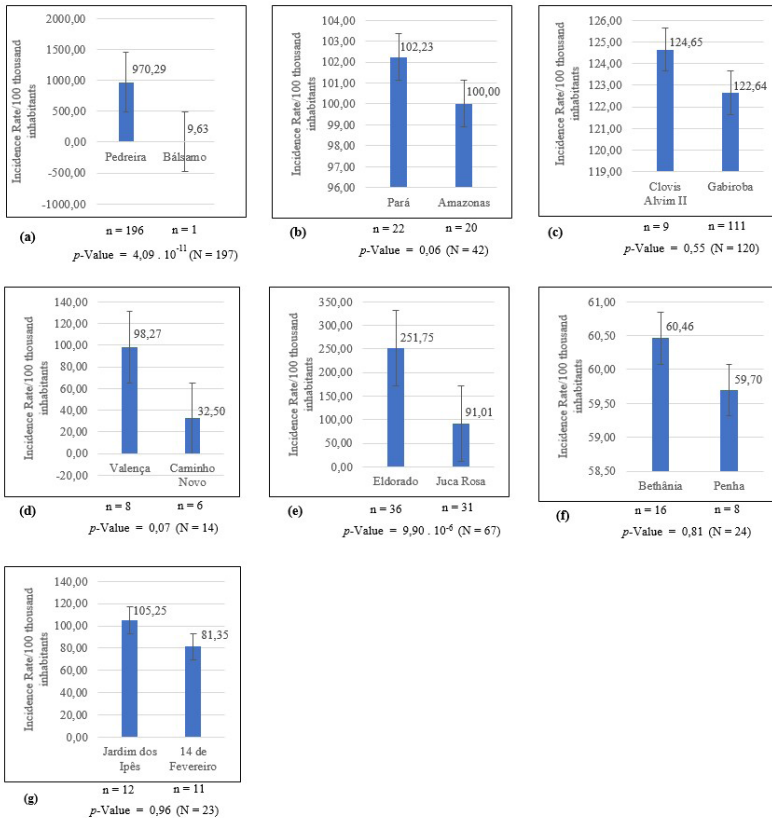 Incidence Rate/100 thousand
inhabitants
2000,00
1500,00
1000,00
500,00
0,00
-500,00
-1000,00
970,29
9,63
Pedreira Bálsamo
(a)
n = 196 n = 1
p-Value = 4,09 . 10-11 (N = 197)
Incidence Rate/100 thousand
inhabitants
104,00
103,00
102,00
101,00
100,00
99,00
98,00
97,00
96,00
102,23
100,00
Pará Amazonas
(b)
n = 22 n = 20
p-Value = 0,06 (N = 42)
Incidence Rate/100 thousand
inhabitants
126,00
125,00
124,00
123,00
122,00
121,00
120,00
119,00
124,65
122,64
Clovis Gabiroba
Alvim II
(c)
n = 9 n = 111
p-Value = 0,55 (N = 120)
Incidence Rate/100 thousand
inhabitants
140,00
120,00
100,00
80,00
60,00
40,00
20,00
0,00
-20,00
98,27
32,50
Valença Caminho
Novo
(d)
n = 8 n = 6
p-Value = 0,07 (N = 14)
Incidence Rate/100 thousand
inhabitants
350,00
300,00
250,00
200,00
150,00
100,00
50,00
0,00
251,75
91,01
Eldorado Juca Rosa
(e)
n = 36 n = 31
p-Value = 9,90 . 10-6 (N = 67)
Incidence Rate/100 thousand
inhabitants
61,00
60,50
60,00
59,50
59,00
58,50
60,46
59,70
Bethânia Penha
(f)
n = 16 n = 8
p-Value = 0,81 (N = 24)
Incidence Rate/100 thousand
inhabitants
140,00
120,00
100,00
80,00
60,00
40,00
20,00
0,00
105,25
81,35
Jardim dos 14 de
Ipês Fevereiro
(g)
n = 12 n = 11
p-Value = 0,96 (N = 23)